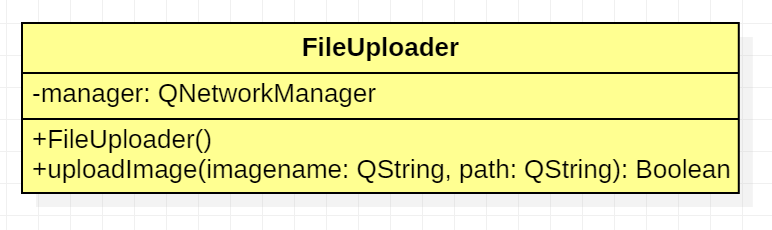 FileUploader
-manager: QNetworkManager
+FileUploader()
+uploadImage(imagename: QString, path: QString): Boolean